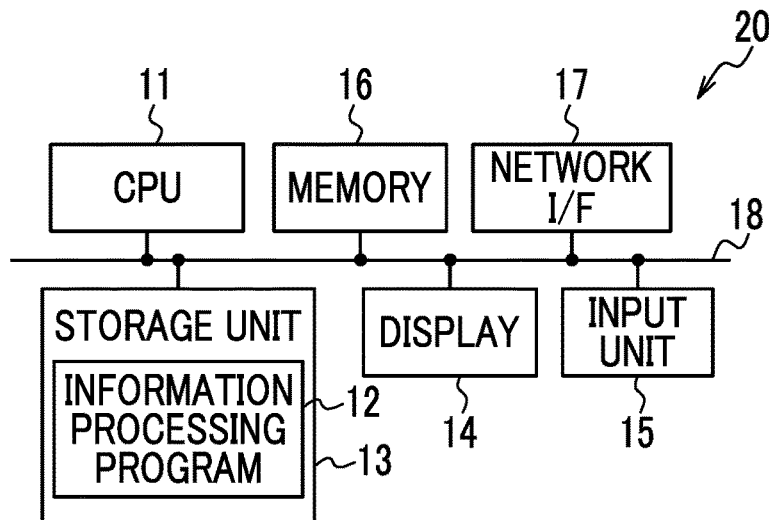 20
11
16
17
CPU
MEMORY
NETWORK
I/F
18
STORAGE UNIT
DISPLAY
INPUT
UNIT
INFORMATION
PROCESSING
PROGRAM
12
13
14
15